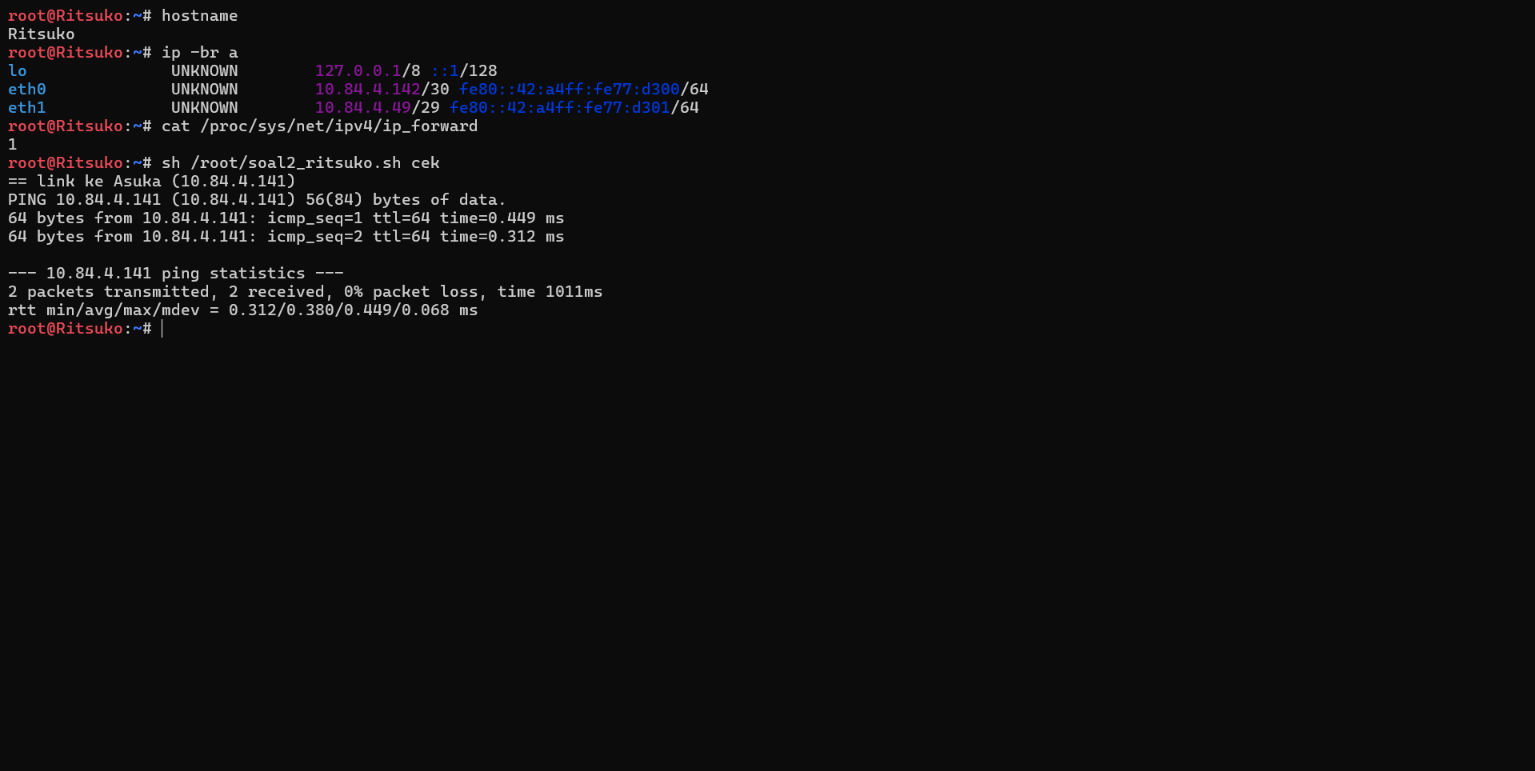 root@Ritsuko:~# hostname
Ritsuko
root@Ritsuko:~# ip -br a
lo               UNKNOWN        127.0.0.1/8 ::1/128
eth0             UNKNOWN        10.84.4.142/30 fe80::42:a4ff:fe77:d300/64
eth1             UNKNOWN        10.84.4.49/29 fe80::42:a4ff:fe77:d301/64
root@Ritsuko:~# cat /proc/sys/net/ipv4/ip_forward
1
root@Ritsuko:~# sh /root/soal2_ritsuko.sh cek
== link ke Asuka (10.84.4.141)
PING 10.84.4.141 (10.84.4.141) 56(84) bytes of data.
64 bytes from 10.84.4.141: icmp_seq=1 ttl=64 time=0.449 ms
64 bytes from 10.84.4.141: icmp_seq=2 ttl=64 time=0.312 ms

--- 10.84.4.141 ping statistics ---
2 packets transmitted, 2 received, 0% packet loss, time 1011ms
rtt min/avg/max/mdev = 0.312/0.380/0.449/0.068 ms
root@Ritsuko:~#